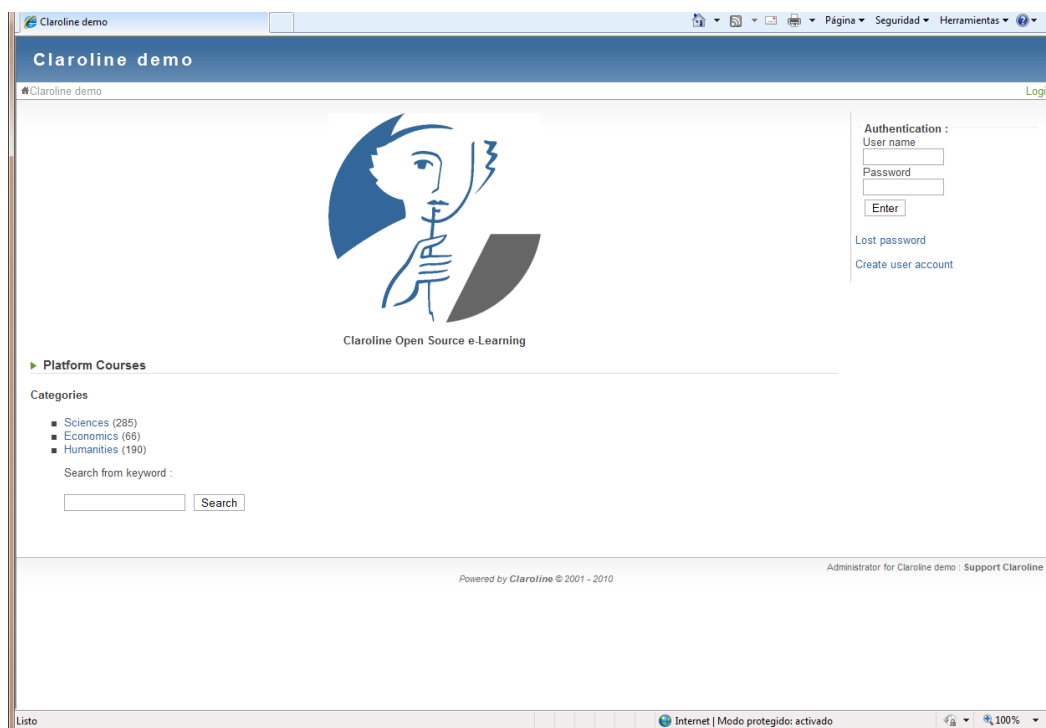 Claroline demo
Página Seguridad Herramientas
Claroline demo
Claroline demo
Logi
Authentication :
User name
Password
Enter
Lost password
Create user account
Claroline Open Source e-Learning
Platform Courses
Categories
Sciences (285)
Economics (66)
Humanities (190)
Search from keyword :
Search
Administrator for Claroline demo : Support Claroline
Powered by Claroline © 2001 - 2010
Listo
Internet | Modo protegido: activado
100%